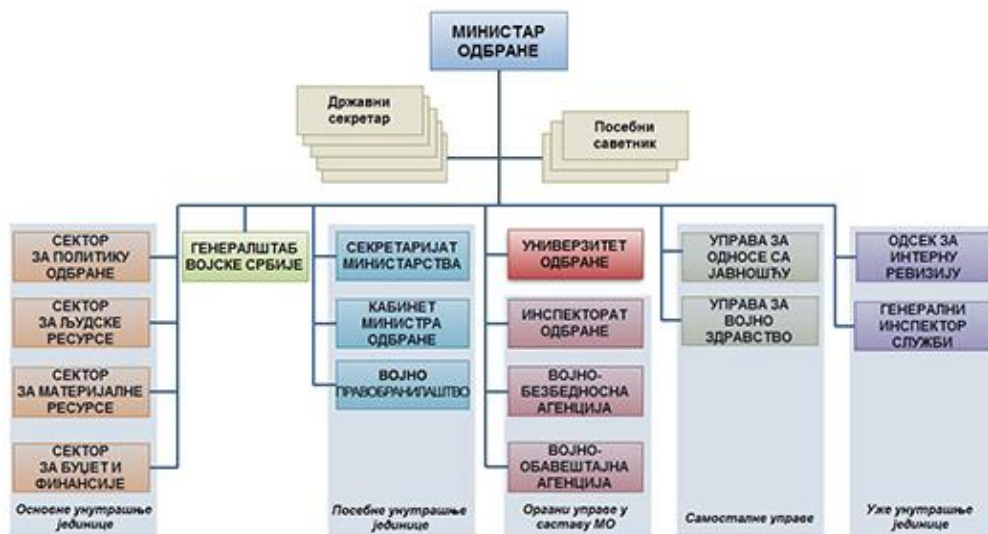 МИНИСТАР
ОДБРАНЕ
Државни
секретар
Посебни
саветник
СЕКТОР
ЗА ПОЛИТИКУ
ОДБРАНЕ
СЕКТОР
ЗА ЉУДСКЕ
РЕСУРСЕ
СЕКТОР
ЗА МАТЕРИЈАЛНЕ
РЕСУРСЕ
СЕКТОР
ЗА БУЏЕТ И
ФИНАНСИЈЕ
Основне унутрашње
јединице
ГЕНЕРАЛШТАБ
ВОЈСКЕ СРБИЈЕ
СЕКРЕТАРИЈАТ
МИНИСТАРСТВА
КАБИНЕТ
МИНИСТРА
ОДБРАНЕ
ВОЈНО
ПРАВОБРАНИЛАШТВО
Посебне унутрашње
јединице
УНИВЕРЗИТЕТ
ОДБРАНЕ
ИНСПЕКТОРАТ
ОДБРАНЕ
ВОЈНО-
БЕЗБЕДНОСНА
АГЕНЦИЈА
ВОЈНО-
ОБАВЕШТАЈНА
АГЕНЦИЈА
Органи управе у
саставу МО
УПРАВА ЗА
ОДНОСЕ СА
ЈАВНОШЋУ
УПРАВА ЗА
ВОЈНО
ЗДРАВСТВО
Самосталне управе
ОДСЕК ЗА
ИНТЕРНУ
РЕВИЗИЈУ
ГЕНЕРАЛНИ
ИНСПЕКТОР
СЛУЖБИ
Уже унутрашње
јединице